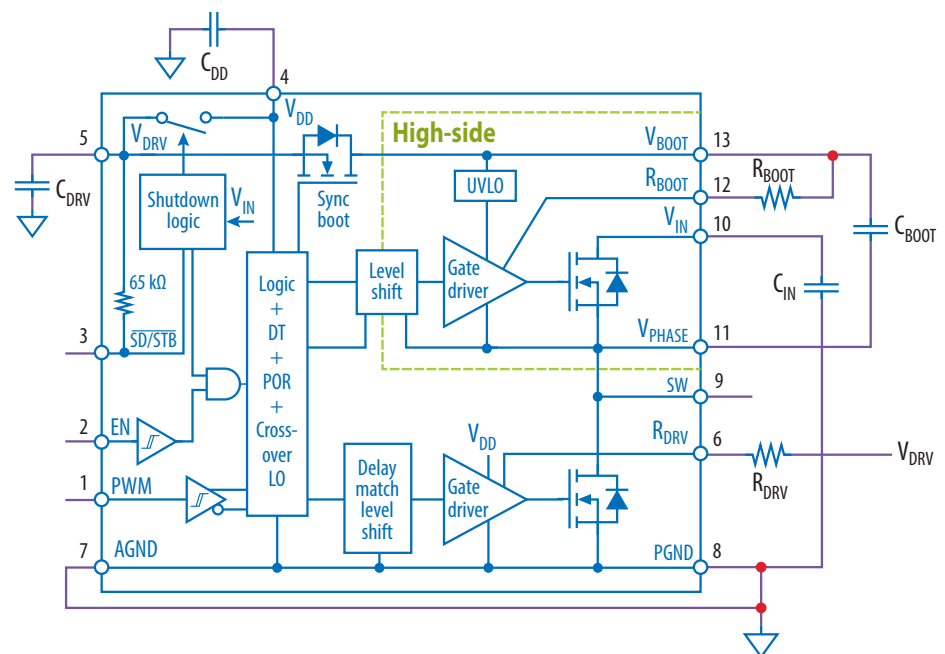 C_DD
4
V_DD
High-side
5
V_DRV
V_BOOT
13
C_DRV
UVLO
R_BOOT
12
R_BOOT
Shutdown
logic
V_IN
Sync
boot
V_IN
10
C_BOOT
65 kΩ
Logic
+
DT
+
POR
+
Cross-
over
LO
Level
shift
Gate
driver
C_IN
3
SD/STB
V_PHASE
11
SW
9
2
EN
V_DD
R_DRV
6
V_DRV
R_DRV
1
PWM
Delay
match
level
shift
Gate
driver
7
AGND
PGND
8